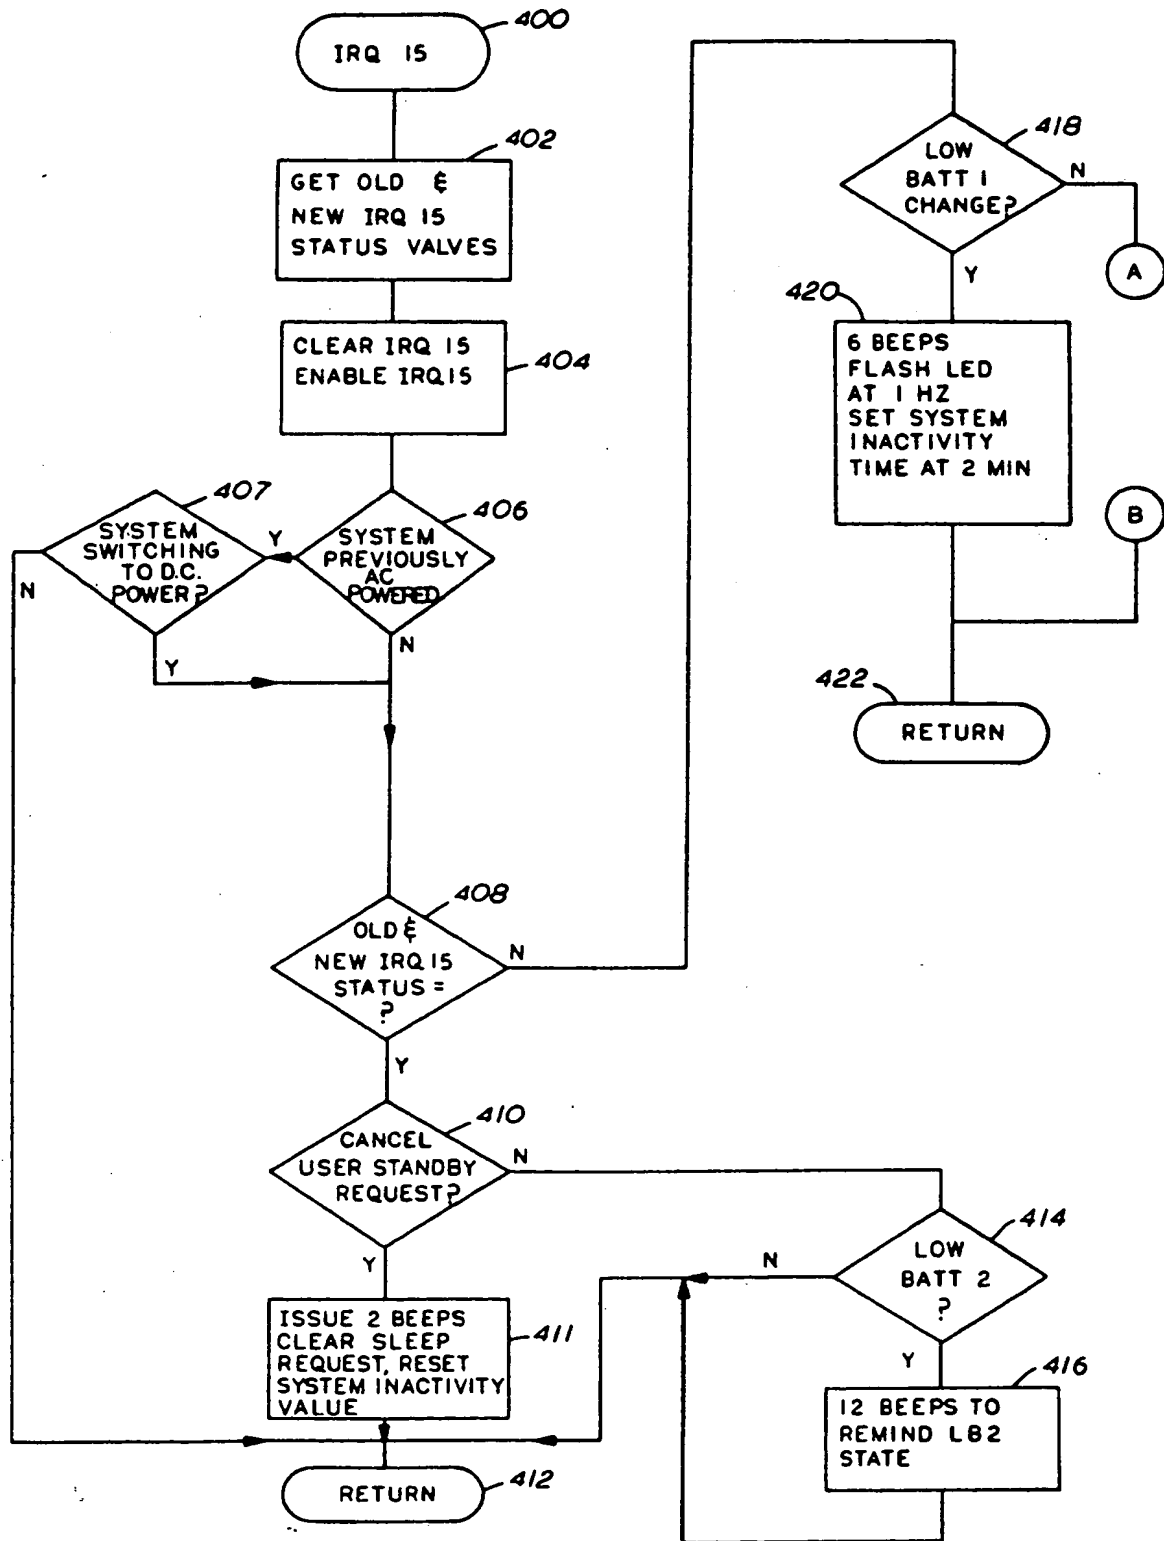 400
IRQ 15
402
GET OLD &
NEW IRQ 15
STATUS VALVES
CLEAR IRQ 15
ENABLE IRQ15
404
407
SYSTEM
SWITCHING
TO D.C.
POWER?
N
Y
Y
406
SYSTEM
PREVIOUSLY
AC
POWERED
N
408
OLD &
NEW IRQ 15
STATUS =
?
N
Y
410
CANCEL
USER STANDBY
REQUEST?
N
Y
ISSUE 2 BEEPS
CLEAR SLEEP
REQUEST, RESET
SYSTEM INACTIVITY
VALUE
411
RETURN
412
414
LOW
BATT 2
?
N
Y
416
12 BEEPS TO
REMIND LB2
STATE
418
LOW
BATT 1
CHANGE?
N
A
Y
420
6 BEEPS
FLASH LED
AT 1 HZ
SET SYSTEM
INACTIVITY
TIME AT 2 MIN
B
422
RETURN